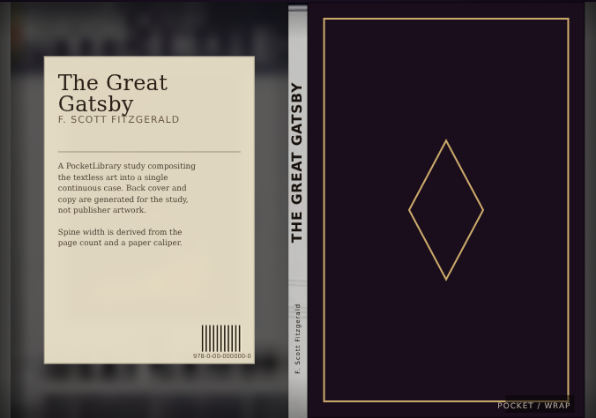 The Great
Gatsby
F. SCOTT FITZGERALD
A PocketLibrary study compositing
the textless art into a single
continuous case. Back cover and
copy are generated for the study,
not publisher artwork.
Spine width is derived from the
page count and a paper caliper.
978-0-00-000000-0
THE GREAT GATSBY
F. Scott Fitzgerald
POCKET / WRAP